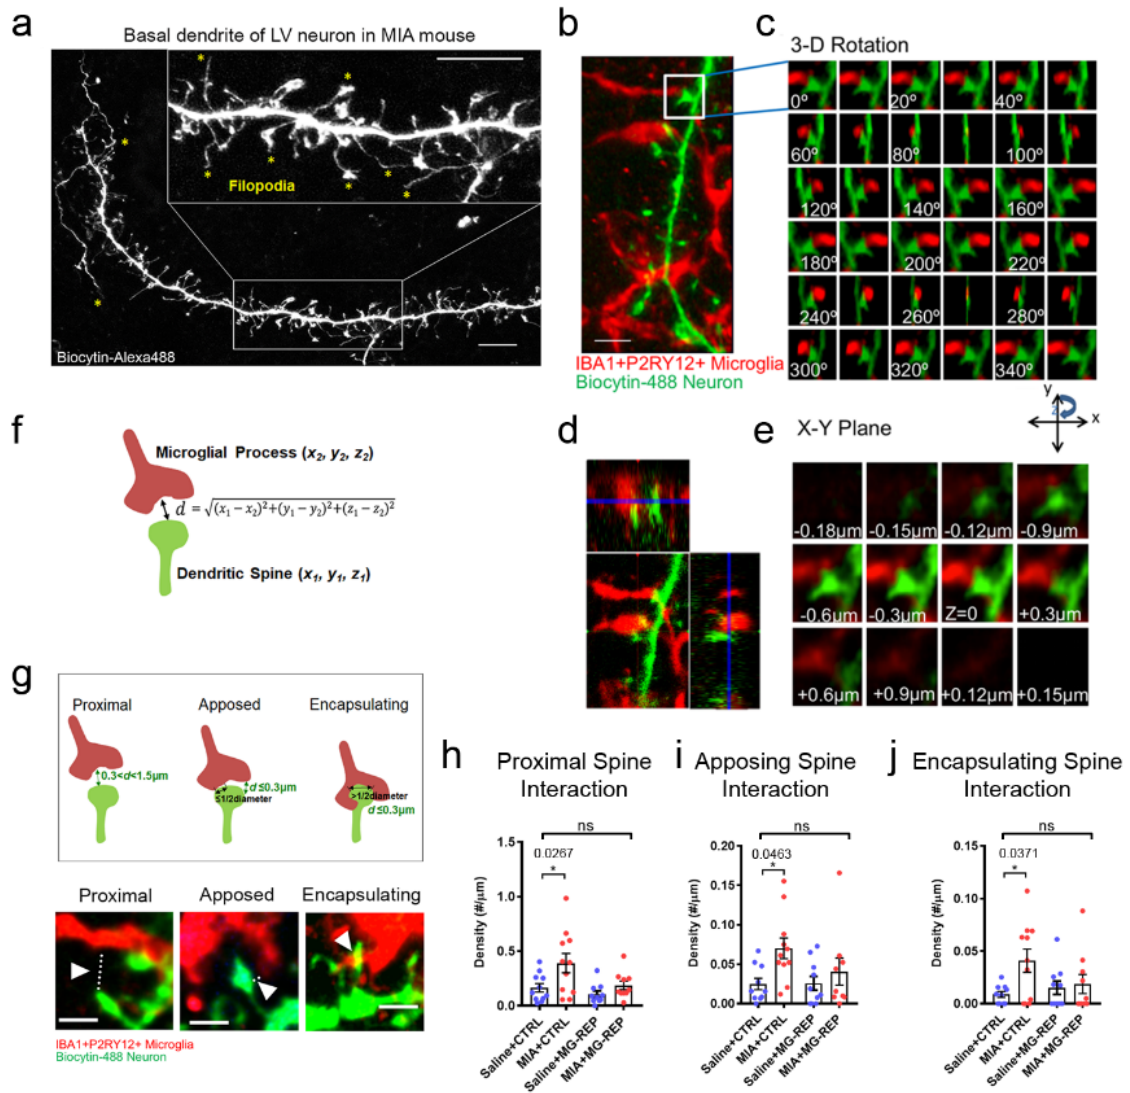 a
Basal dendrite of LV neuron in MIA mouse
*
*
*
*
*
*
*
*
*
Filopodia
Biocytin-Alexa488
b
IBA1+P2RY12+ Microglia
Biocytin-488 Neuron
c
3-D Rotation
0º 20º 40º
60º 80º 100º
120º 140º 160º
180º 200º 220º
240º 260º 280º
300º 320º 340º
y
x
d
e
X-Y Plane
-0.18µm -0.15µm -0.12µm -0.9µm
-0.6µm -0.3µm Z=0 +0.3µm
+0.6µm +0.9µm +0.12µm +0.15µm
f
Microglial Process (x2, y2, z2)
d = √(x1 − x2)²+(y1 − y2)²+(z1 − z2)²
Dendritic Spine (x1, y1, z1)
g
Proximal Apposed Encapsulating
0.3<d<1.5µm
d≤0.3µm
≤1/2diameter
>1/2diameter
d≤0.3µm
Proximal Apposed Encapsulating
IBA1+P2RY12+ Microglia
Biocytin-488 Neuron
h
Proximal Spine
Interaction
ns
0.0267
*
Density (#/µm)
1.5
1.0
0.5
0.0
Saline+CTRL
MIA+CTRL
Saline+MG-REP
MIA+MG-REP
i
Apposing Spine
Interaction
ns
0.0463
*
Density (#/µm)
0.20
0.15
0.10
0.05
0.00
Saline+CTRL
MIA+CTRL
Saline+MG-REP
MIA+MG-REP
j
Encapsulating Spine
Interaction
ns
0.0371
*
Density (#/µm)
0.15
0.10
0.05
0.00
Saline+CTRL
MIA+CTRL
Saline+MG-REP
MIA+MG-REP